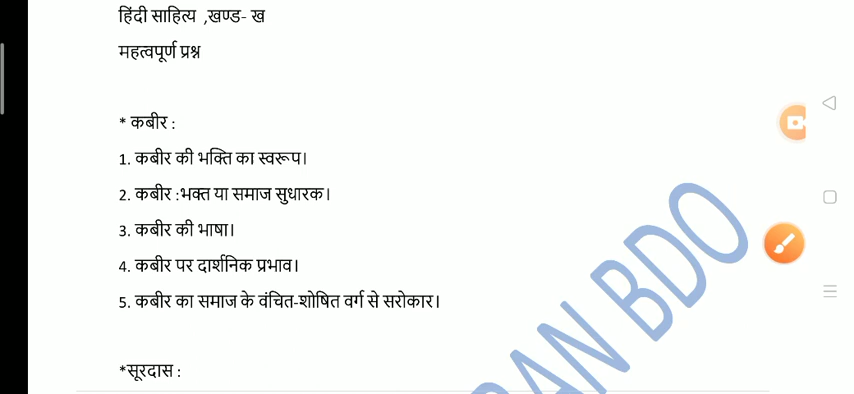 हिंदी साहित्य ,खण्ड- ख
महत्वपूर्ण प्रश्न
* कबीर :
1. कबीर की भक्ति का स्वरूप।
2. कबीर :भक्त या समाज सुधारक।
3. कबीर की भाषा।
4. कबीर पर दार्शनिक प्रभाव।
5. कबीर का समाज के वंचित-शोषित वर्ग से सरोकार।
*सूरदास :
BDO